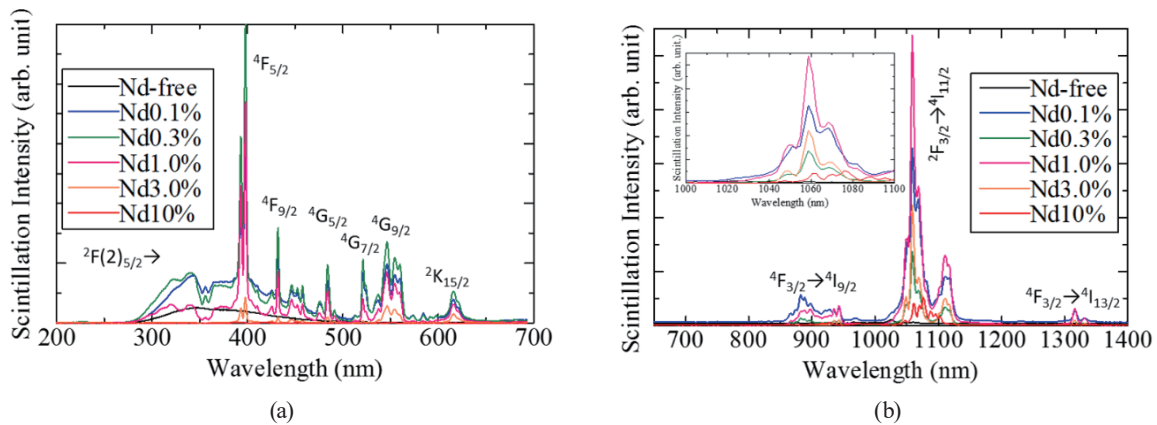 Scintillation Intensity (arb. unit)
Nd-free
Nd0.1%
Nd0.3%
Nd1.0%
Nd3.0%
Nd10%
⁴F₅/₂
⁴F₉/₂
⁴G₅/₂
⁴G₇/₂
⁴G₉/₂
²K₁₅/₂
²F(2)₅/₂→
200 300 400 500 600 700
Wavelength (nm)
(a)
Scintillation Intensity (arb. unit)
Scintillation Intensity (arb. unit.)
1000 1020 1040 1060 1080 1100
Wavelength (nm)
²F₃/₂→⁴I₁₁/₂
Nd-free
Nd0.1%
Nd0.3%
Nd1.0%
Nd3.0%
Nd10%
⁴F₃/₂→⁴I₉/₂
⁴F₃/₂→⁴I₁₃/₂
700 800 900 1000 1100 1200 1300 1400
Wavelength (nm)
(b)